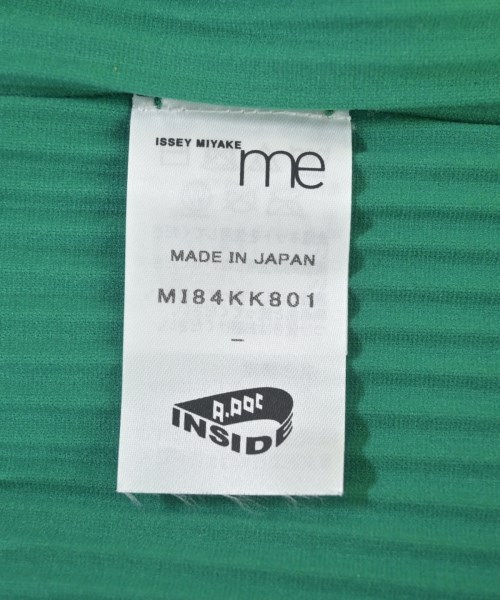 ISSEY MIYAKE
me
MADE IN JAPAN
MI84KK801
-
A.POC
INSIDE